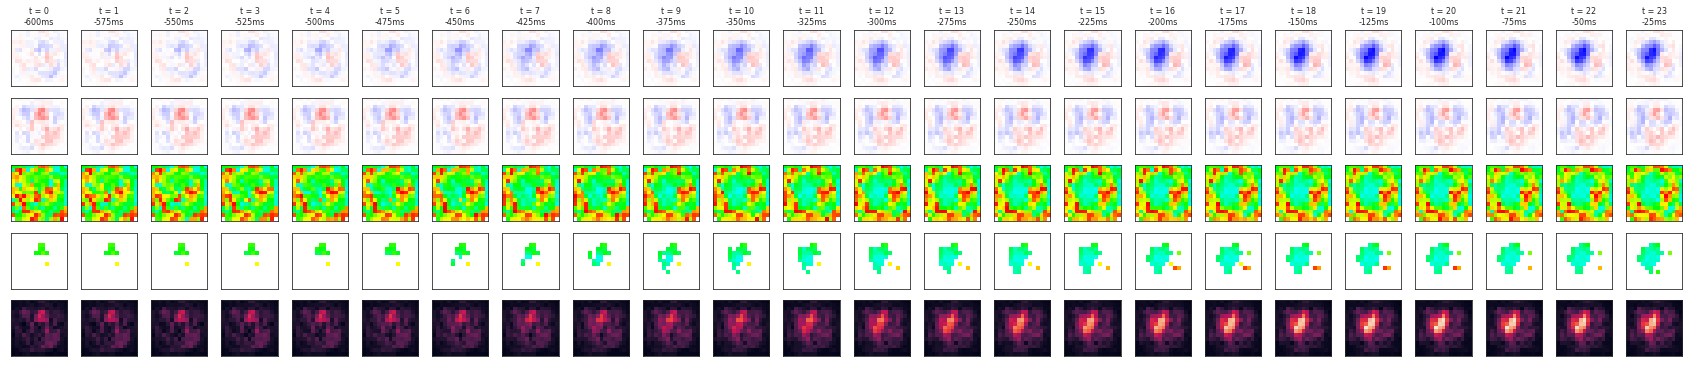 t = 0 t = 1 t = 2 t = 3 t = 4 t = 5 t = 6 t = 7 t = 8 t = 9 t = 10 t = 11 t = 12 t = 13 t = 14 t = 15 t = 16 t = 17 t = 18 t = 19 t = 20 t = 21 t = 22 t = 23
-600ms -575ms -550ms -525ms -500ms -475ms -450ms -425ms -400ms -375ms -350ms -325ms -300ms -275ms -250ms -225ms -200ms -175ms -150ms -125ms -100ms -75ms -50ms -25ms